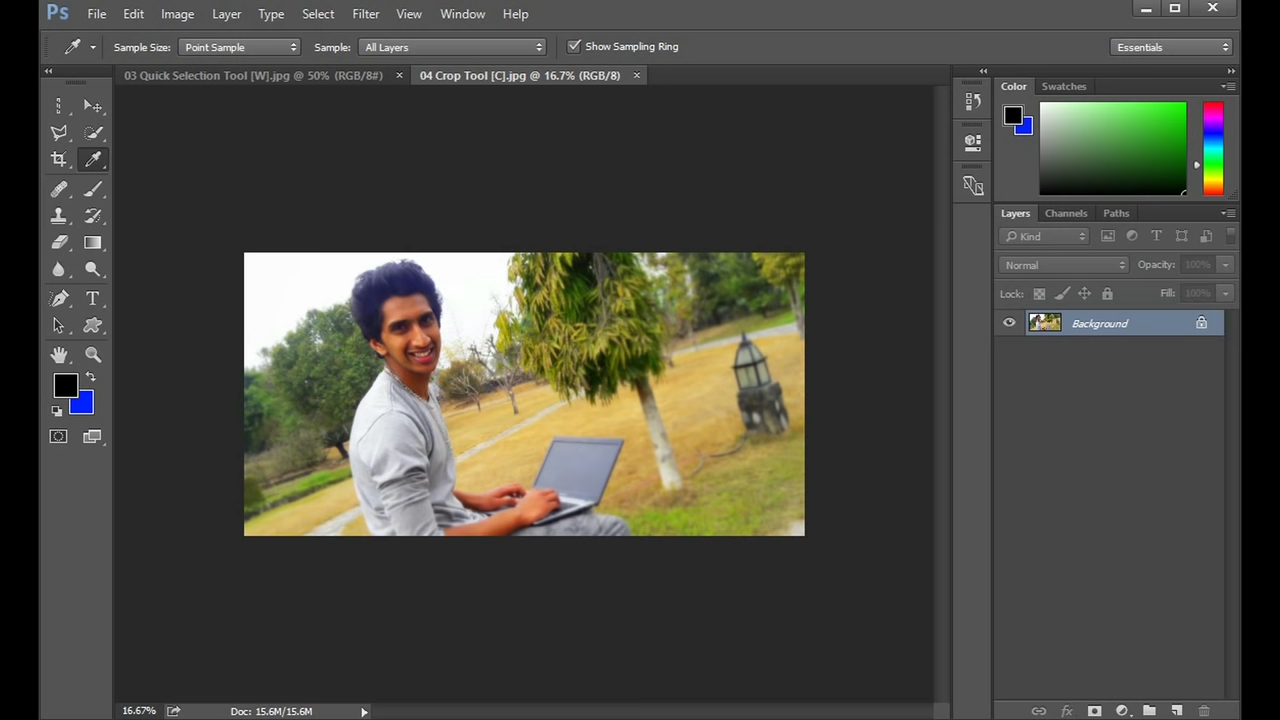 Ps File Edit Image Layer Type Select Filter View Window Help
Sample Size: Point Sample Sample: All Layers Show Sampling Ring Essentials
03 Quick Selection Tool [W].jpg @ 50% (RGB/8#) × 04 Crop Tool [C].jpg @ 16.7% (RGB/8) ×
Color Swatches
Layers Channels Paths
Kind
Normal Opacity: 100%
Lock: Fill: 100%
Background
16.67% Doc: 15.6M/15.6M